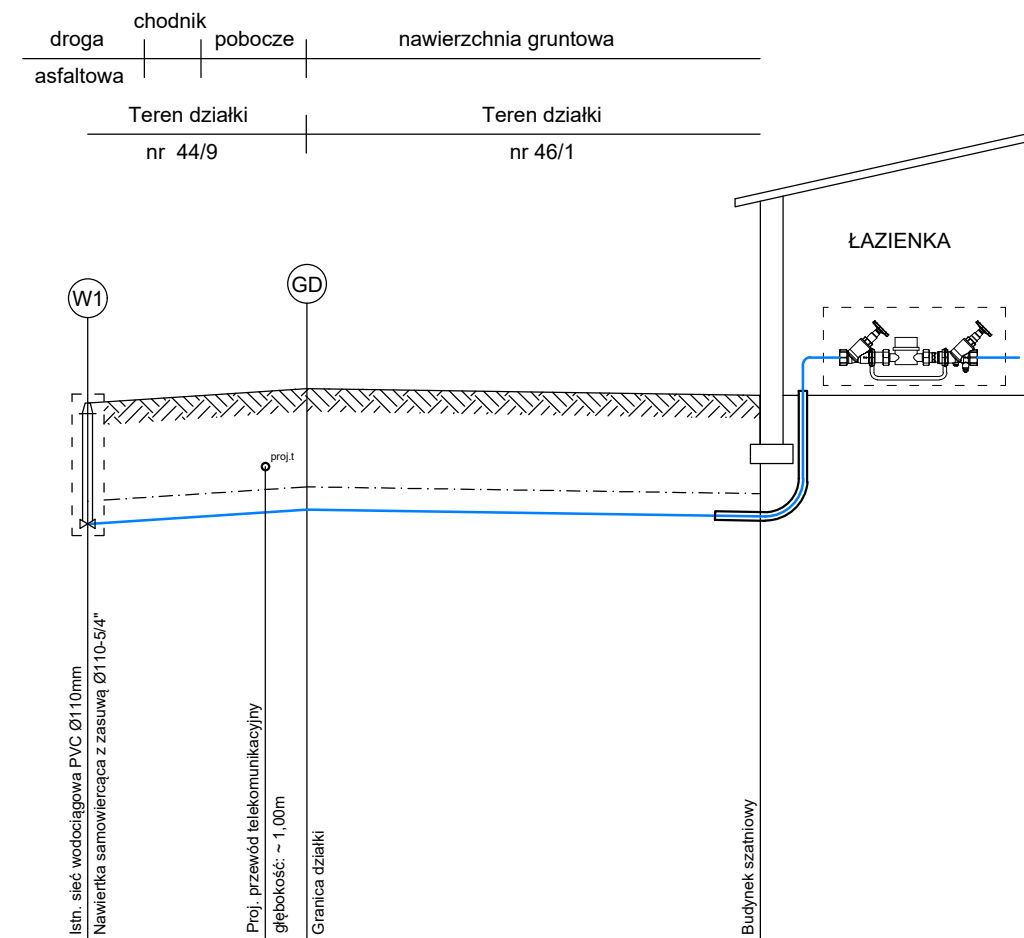 chodnik
droga
pobocze
nawierzchnia gruntowa
asfaltowa
Teren działki
Teren działki
nr 44/9
nr 46/1
ŁAZIENKA
W1
GD
proj.t
Istn. sieć wodociągowa PVC Ø110mm
Nawiertka samowiercąca z zasuwą Ø110-5/4"
Proj. przewód telekomunikacyjny
głębokość: ~ 1,00m
Granica działki
Budynek szatniowy